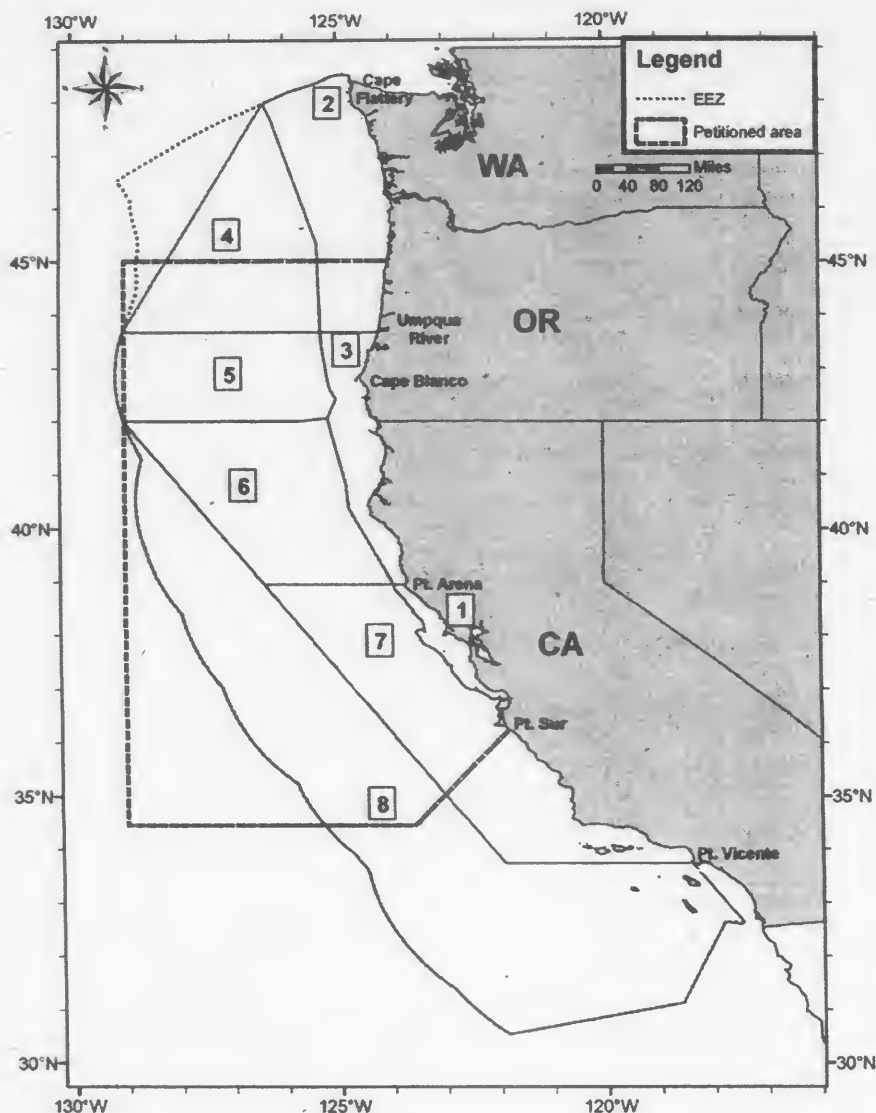 130°W
125°W
120°W
Legend
EEZ
Petitioned area
Cape
Flattery
2
WA
Miles
0 40 80 120
4
45°N
45°N
Umpqua
River
OR
3
5
Cape Blanco
6
40°N
40°N
Pt. Arena
1
7
CA
Pt. Sur
35°N
35°N
8
Pt. Vicente
30°N
30°N
130°W
125°W
120°W